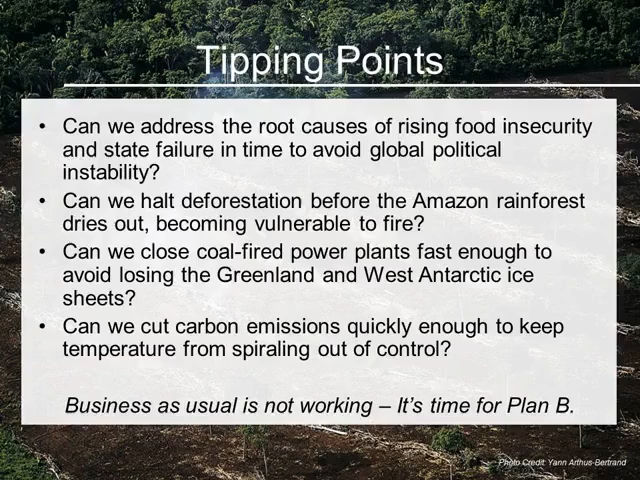 Tipping Points
• Can we address the root causes of rising food insecurity
and state failure in time to avoid global political
instability?
• Can we halt deforestation before the Amazon rainforest
dries out, becoming vulnerable to fire?
• Can we close coal-fired power plants fast enough to
avoid losing the Greenland and West Antarctic ice
sheets?
• Can we cut carbon emissions quickly enough to keep
temperature from spiraling out of control?
Business as usual is not working – It’s time for Plan B.
Photo Credit: Yann Arthus-Bertrand